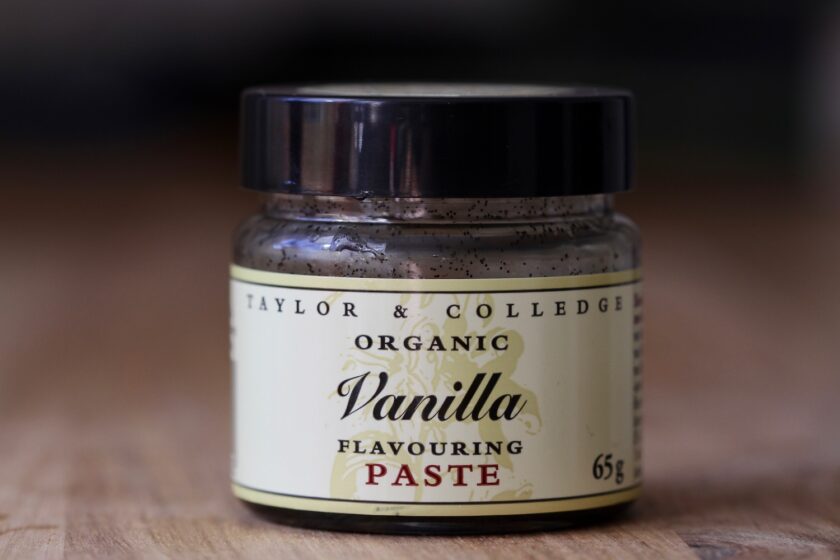 TAYLOR & COLLEDGE
ORGANIC
Vanilla
FLAVOURING
PASTE
65g